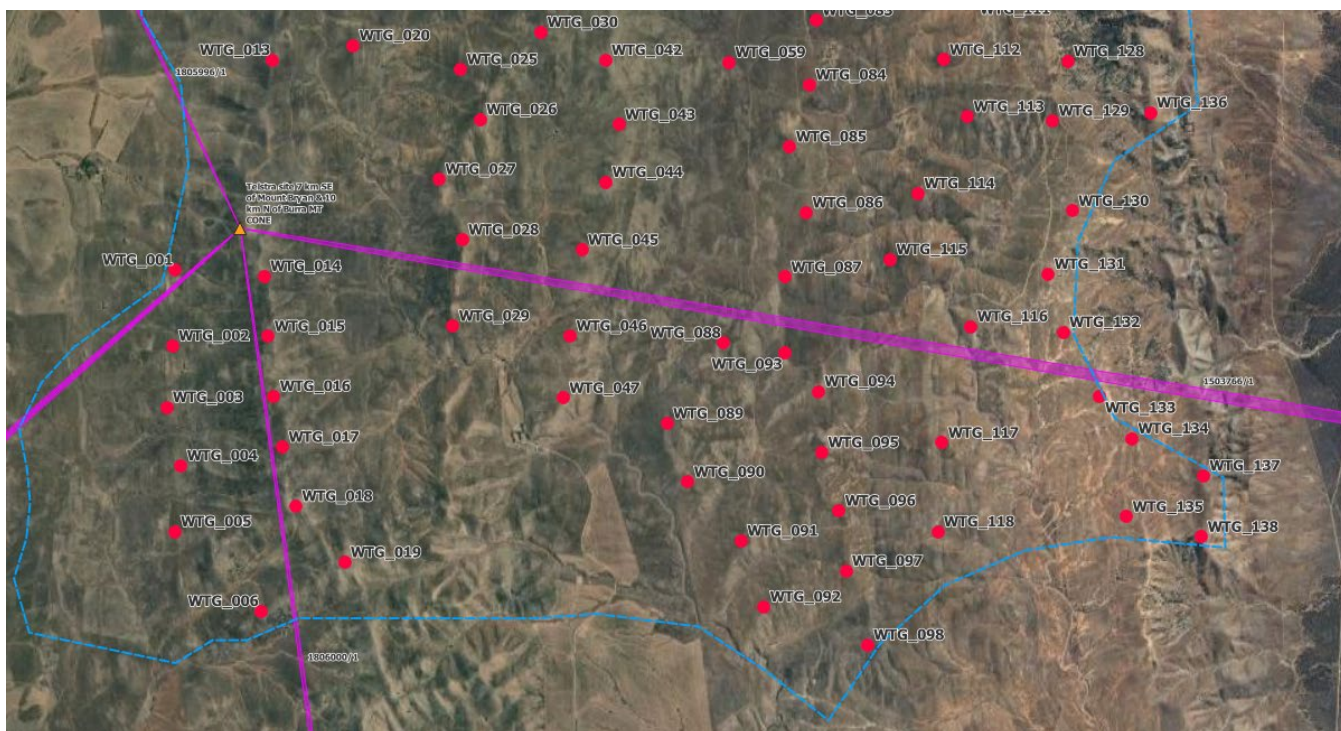 WTG_030
WTG_013
WTG_020
WTG_025
WTG_042
WTG_059
WTG_084
WTG_112
WTG_128
1805996/1
WTG_026
WTG_043
WTG_113
WTG_129
WTG_136
WTG_085
WTG_027
WTG_044
WTG_114
Telstra site 7 km SE
of Mount Bryan & 10
km N of Burra MT
CONE
WTG_086
WTG_130
WTG_028
WTG_045
WTG_115
WTG_001
WTG_014
WTG_087
WTG_131
WTG_015
WTG_029
WTG_046
WTG_088
WTG_116
WTG_132
WTG_002
WTG_093
WTG_016
WTG_047
WTG_094
1503766/1
WTG_003
WTG_133
WTG_089
WTG_134
WTG_017
WTG_095
WTG_117
WTG_004
WTG_090
WTG_137
WTG_018
WTG_096
WTG_135
WTG_005
WTG_091
WTG_118
WTG_138
WTG_019
WTG_097
WTG_006
WTG_092
WTG_098
1806000/1